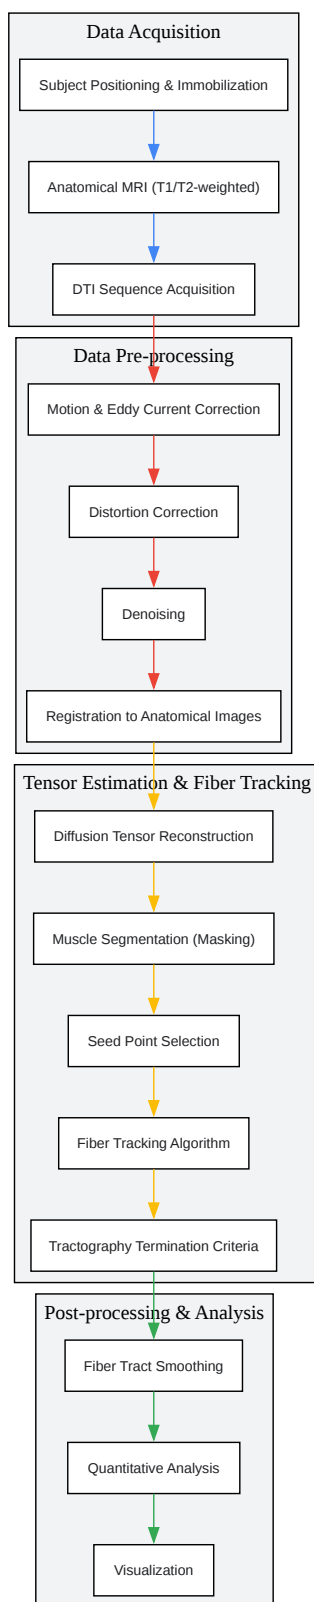 Data Acquisition
Subject Positioning & Immobilization
Anatomical MRI (T1/T2-weighted)
DTI Sequence Acquisition
Data Pre-processing
Motion & Eddy Current Correction
Distortion Correction
Denoising
Registration to Anatomical Images
Tensor Estimation & Fiber Tracking
Diffusion Tensor Reconstruction
Muscle Segmentation (Masking)
Seed Point Selection
Fiber Tracking Algorithm
Tractography Termination Criteria
Post-processing & Analysis
Fiber Tract Smoothing
Quantitative Analysis
Visualization